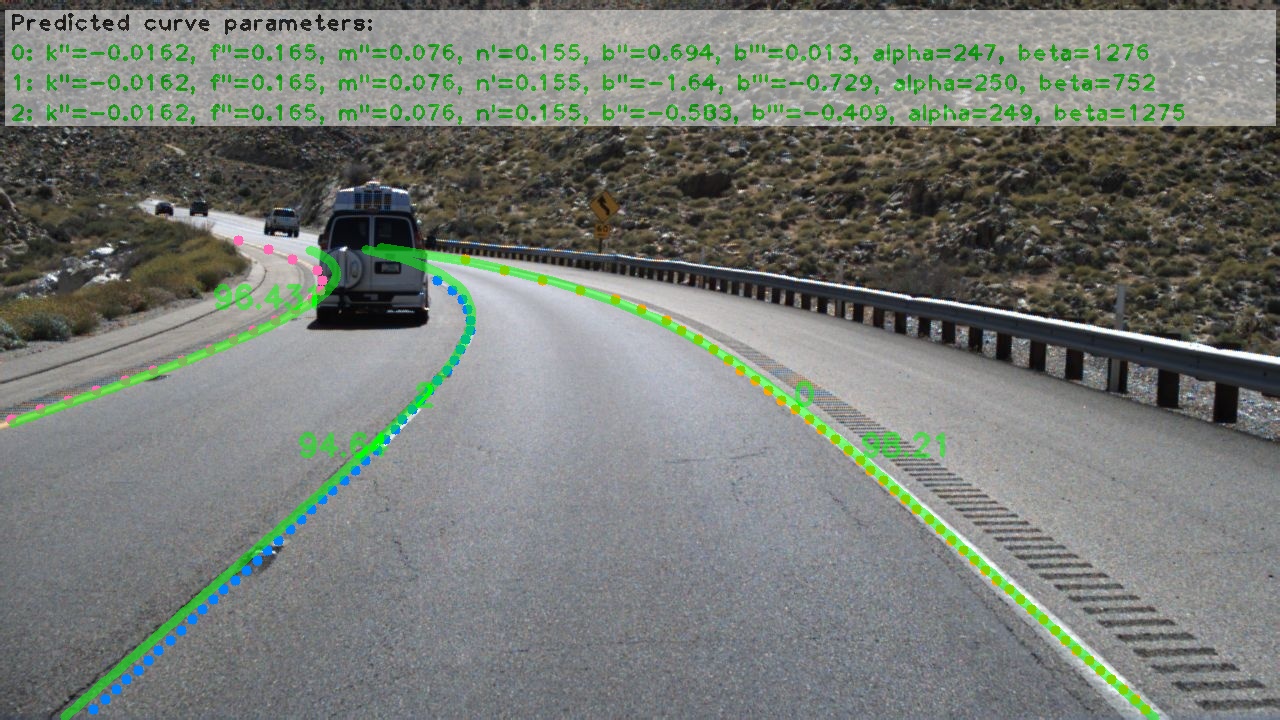 Predicted curve parameters:
0: k''=-0.0162, f''=0.165, m''=0.076, n'=0.155, b''=0.694, b'''=0.013, alpha=247, beta=1276
1: k''=-0.0162, f''=0.165, m''=0.076, n'=0.155, b''=-1.64, b'''=-0.729, alpha=250, beta=752
2: k''=-0.0162, f''=0.165, m''=0.076, n'=0.155, b''=-0.583, b'''=-0.409, alpha=249, beta=1275
98.43
2
0
94.